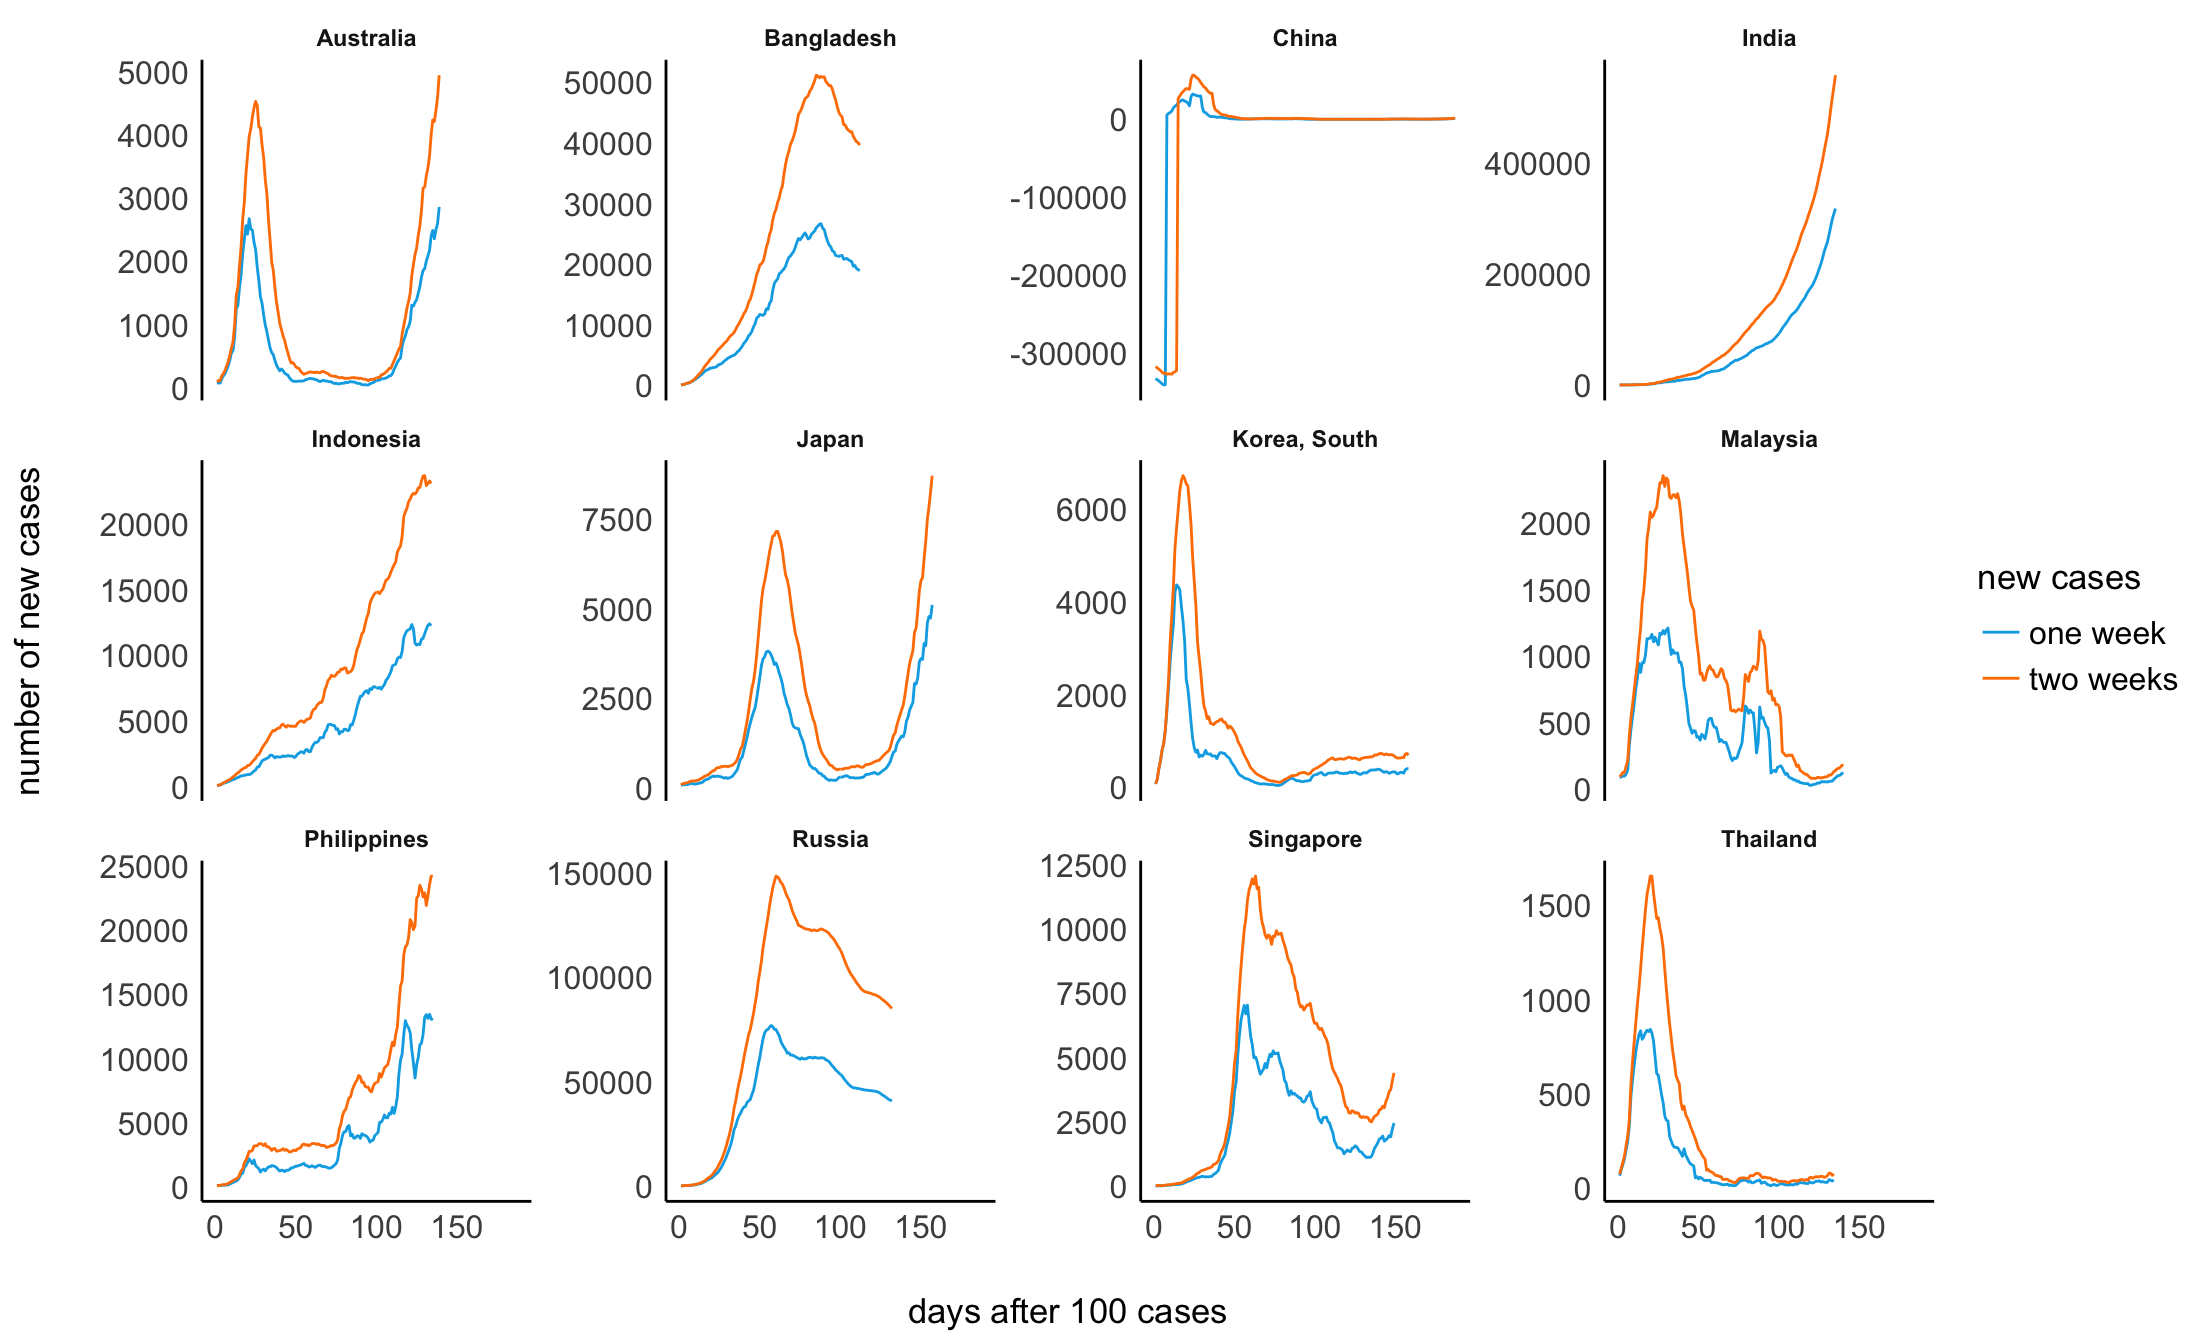 Australia
Bangladesh
China
India
5000
4000
3000
2000
1000
0
50000
40000
30000
20000
10000
0
0
-100000
-200000
-300000
400000
200000
0
Indonesia
Japan
Korea, South
Malaysia
20000
15000
10000
5000
0
7500
5000
2500
0
6000
4000
2000
0
2000
1500
1000
500
0
number of new cases
new cases
one week
two weeks
Philippines
Russia
Singapore
Thailand
25000
20000
15000
10000
5000
0
150000
100000
50000
0
12500
10000
7500
5000
2500
0
1500
1000
500
0
0 50 100 150
0 50 100 150
0 50 100 150
0 50 100 150
days after 100 cases